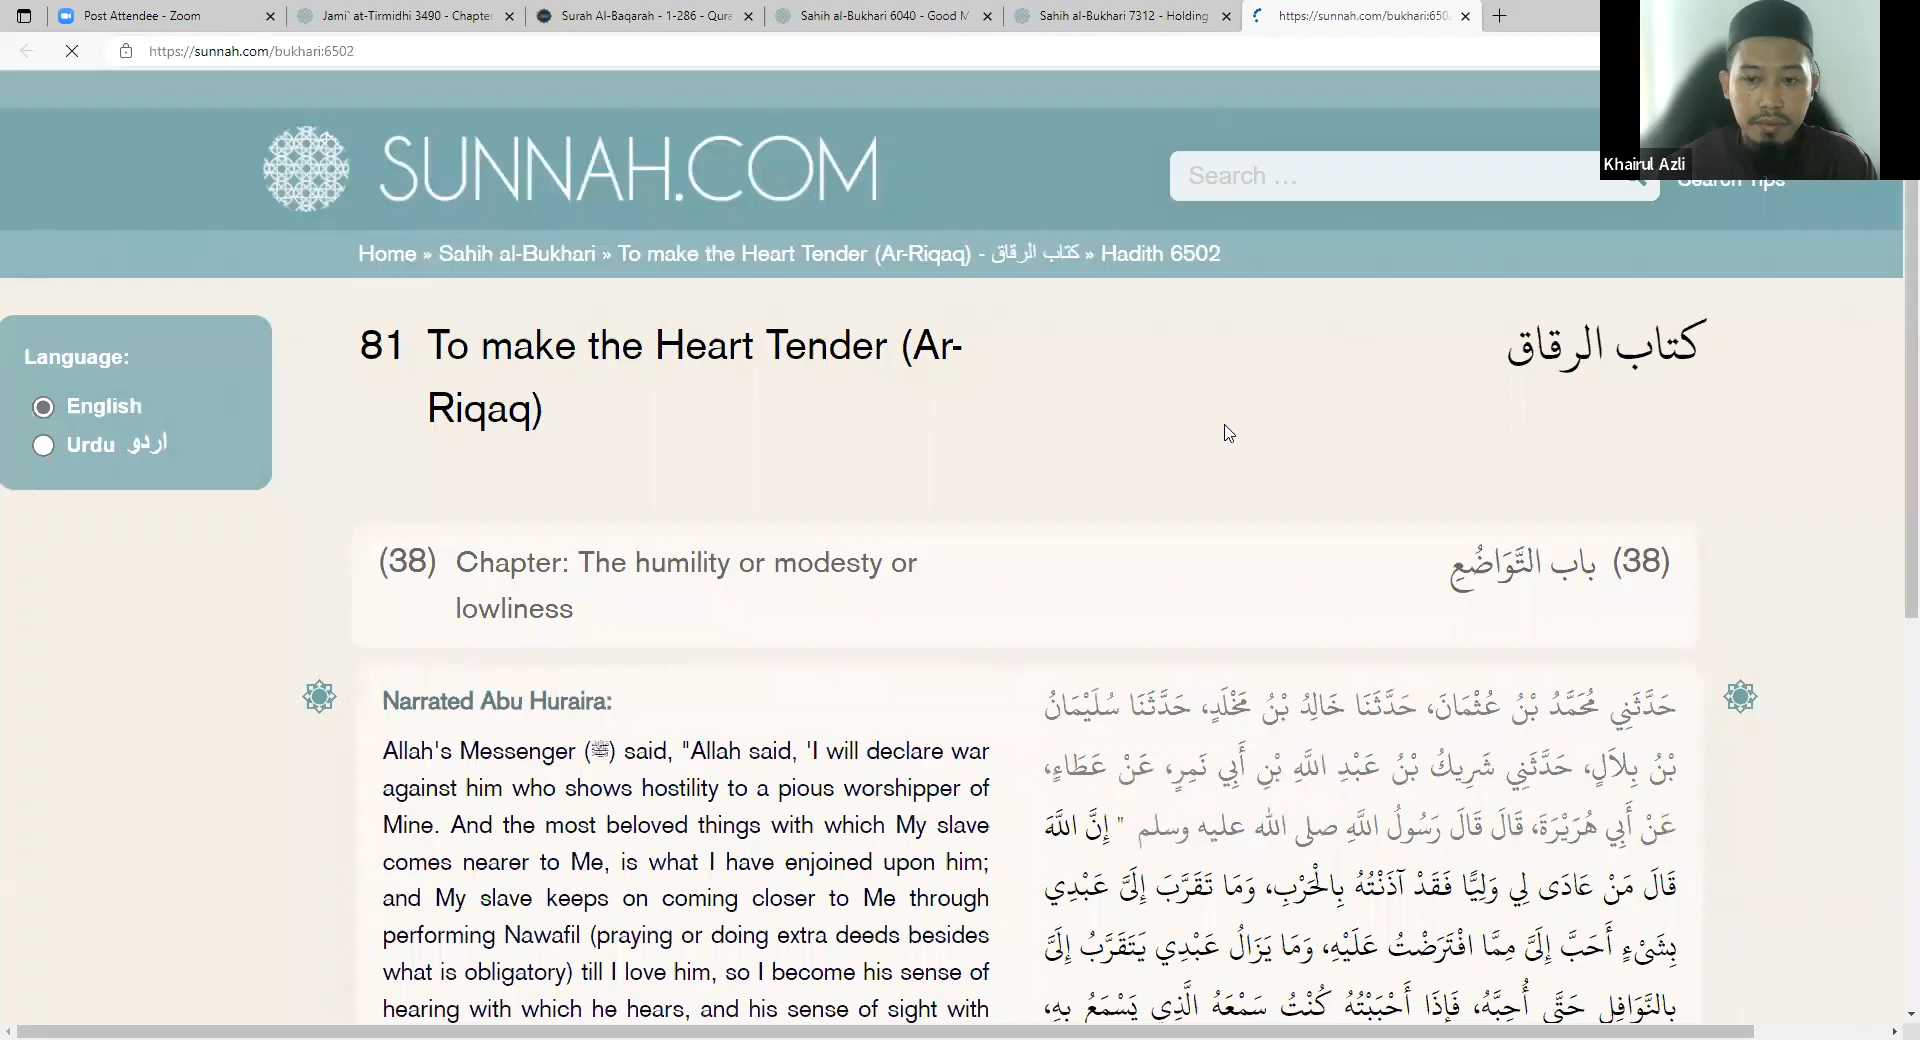 Post Attendee - Zoom
Jami` at-Tirmidhi 3490 - Chapter
Surah Al-Baqarah - 1-286 - Qura
Sahih al-Bukhari 6040 - Good M
Sahih al-Bukhari 7312 - Holding
https://sunnah.com/bukhari:650
https://sunnah.com/bukhari:6502
Khairul Azli
SUNNAH.COM
Search ...
Search Tips
Home » Sahih al-Bukhari » To make the Heart Tender (Ar-Riqaq) - كتاب الرقاق » Hadith 6502
Language:
English
Urdu اردو
81 To make the Heart Tender (Ar-
Riqaq)
كتاب الرقاق
(38) Chapter: The humility or modesty or
lowliness
(38) باب التَّوَاضُعِ
Narrated Abu Huraira:
Allah's Messenger (ﷺ) said, "Allah said, 'I will declare war
against him who shows hostility to a pious worshipper of
Mine. And the most beloved things with which My slave
comes nearer to Me, is what I have enjoined upon him;
and My slave keeps on coming closer to Me through
performing Nawafil (praying or doing extra deeds besides
what is obligatory) till I love him, so I become his sense of
hearing with which he hears, and his sense of sight with
حَدَّثَنِي مُحَمَّدُ بْنُ عُثْمَانَ، حَدَّثَنَا خَالِدُ بْنُ مَخْلَدٍ، حَدَّثَنَا سُلَيْمَانُ
بْنُ بِلاَلٍ، حَدَّثَنِي شَرِيكُ بْنُ عَبْدِ اللَّهِ بْنِ أَبِي نَمِرٍ، عَنْ عَطَاءٍ،
عَنْ أَبِي هُرَيْرَةَ، قَالَ قَالَ رَسُولُ اللَّهِ صلى الله عليه وسلم " إِنَّ اللَّهَ
قَالَ مَنْ عَادَى لِي وَلِيًّا فَقَدْ آذَنْتُهُ بِالْحَرْبِ، وَمَا تَقَرَّبَ إِلَىَّ عَبْدِي
بِشَىْءٍ أَحَبَّ إِلَىَّ مِمَّا افْتَرَضْتُ عَلَيْهِ، وَمَا يَزَالُ عَبْدِي يَتَقَرَّبُ إِلَىَّ
بِالنَّوَافِلِ حَتَّى أُحِبَّهُ، فَإِذَا أَحْبَبْتُهُ كُنْتُ سَمْعَهُ الَّذِي يَسْمَعُ بِهِ،